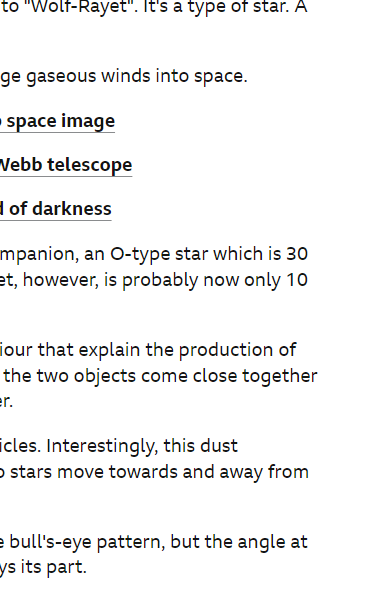 to "Wolf-Rayet". It's a type of star. A
ge gaseous winds into space.
space image
Webb telescope
of darkness
mpanion, an O-type star which is 30
et, however, is probably now only 10
iour that explain the production of
the two objects come close together
er.
icles. Interestingly, this dust
stars move towards and away from
bull's-eye pattern, but the angle at
ys its part.